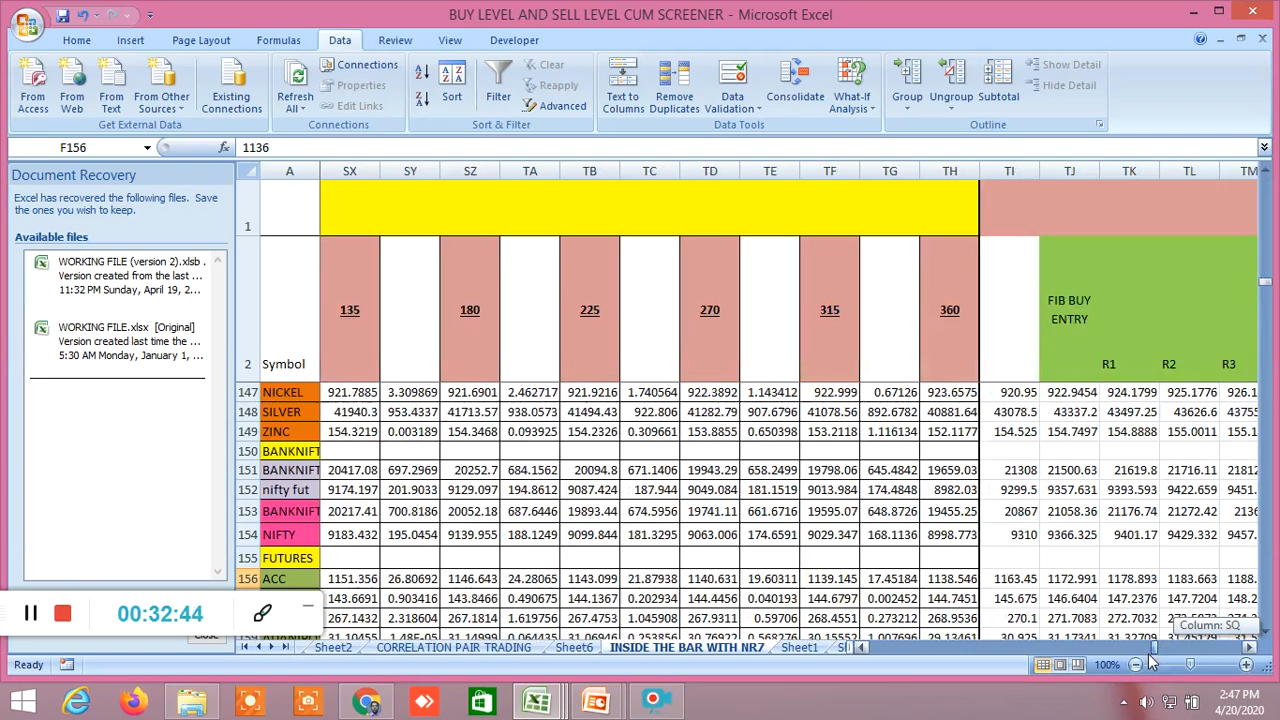 BUY LEVEL AND SELL LEVEL CUM SCREENER - Microsoft Excel
Home Insert Page Layout Formulas Data Review View Developer
From Access
From Web
From Text
From Other Sources
Existing Connections
Get External Data
Refresh All
Connections
Properties
Edit Links
Connections
Sort
Filter
Clear
Reapply
Advanced
Sort & Filter
Text to Columns
Remove Duplicates
Data Validation
Consolidate
What-If Analysis
Data Tools
Group
Ungroup
Subtotal
Show Detail
Hide Detail
Outline
F156 fx 1136
Document Recovery
Excel has recovered the following files. Save
the ones you wish to keep.
Available files
WORKING FILE (version 2).xlsb .
Version created from the last ...
11:32 PM Sunday, April 19, 2...
WORKING FILE.xlsx [Original]
Version created last time the ...
5:30 AM Monday, January 1, ...
A SX SY SZ TA TB TC TD TE TF TG TH TI TJ TK TL TM
1
135 180 225 270 315 360
FIB BUY
ENTRY
2 Symbol R1 R2 R3
147 NICKEL 921.7885 3.309869 921.6901 2.462717 921.9216 1.740564 922.3892 1.143412 922.999 0.67126 923.6575 920.95 922.9454 924.1799 925.1776 926.1
148 SILVER 41940.3 953.4337 41713.57 938.0573 41494.43 922.806 41282.79 907.6796 41078.56 892.6782 40881.64 43078.5 43337.2 43497.25 43626.6 43755
149 ZINC 154.3219 0.003189 154.3468 0.093925 154.2326 0.309661 153.8855 0.650398 153.2118 1.116134 152.1177 154.525 154.7497 154.8888 155.0011 155.1
150 BANKNIFT
151 BANKNIFT 20417.08 697.2969 20252.7 684.1562 20094.8 671.1406 19943.29 658.2499 19798.06 645.4842 19659.03 21308 21500.63 21619.8 21716.11 21812
152 nifty fut 9174.197 201.9033 9129.097 194.8612 9087.424 187.944 9049.084 181.1519 9013.984 174.4848 8982.03 9299.5 9357.631 9393.593 9422.659 9451.
153 BANKNIFT 20217.41 700.8186 20052.18 687.6446 19893.44 674.5956 19741.11 661.6716 19595.07 648.8726 19455.25 20867 21058.36 21176.74 21272.42 2136
154 NIFTY 9183.432 195.0454 9139.955 188.1249 9099.844 181.3295 9063.006 174.6591 9029.347 168.1136 8998.773 9310 9366.325 9401.17 9429.332 9457.
155 FUTURES
156 ACC 1151.356 26.80692 1146.643 24.28065 1143.099 21.87938 1140.631 19.60311 1139.145 17.45184 1138.546 1163.45 1172.991 1178.893 1183.663 1188.
143.6691 0.903416 143.8464 0.490675 144.1367 0.202934 144.4456 0.040194 144.6797 0.002452 144.7451 145.675 146.6404 147.2376 147.7204 148.2
267.1427 2.633268 267.1814 1.619756 267.4753 1.045908 267.9311 0.59706 268.4551 0.273212 268.9536 270.1 271.7083 272.7032
Column: SQ
00:32:44
Close
Sheet2 CORRELATION PAIR TRADING Sheet6 INSIDE THE BAR WITH NR7 Sheet1
Ready 100%
2:47 PM
4/20/2020